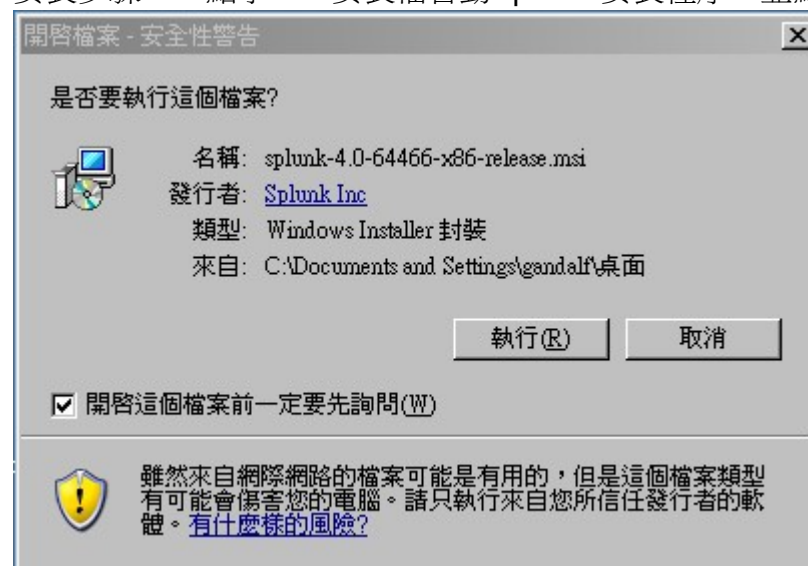 開啓檔案 - 安全性警告
是否要執行這個檔案?
名稱: splunk-4.0-64466-x86-release.msi
發行者: Splunk Inc
類型: Windows Installer 封裝
來自: C:\Documents and Settings\gandalf\桌面
執行(R) 取消
開啓這個檔案前一定要先詢問(W)
雖然來自網際網路的檔案可能是有用的，但是這個檔案類型
有可能會傷害您的電腦。請只執行來自您所信任發行者的軟
體。有什麼樣的風險?